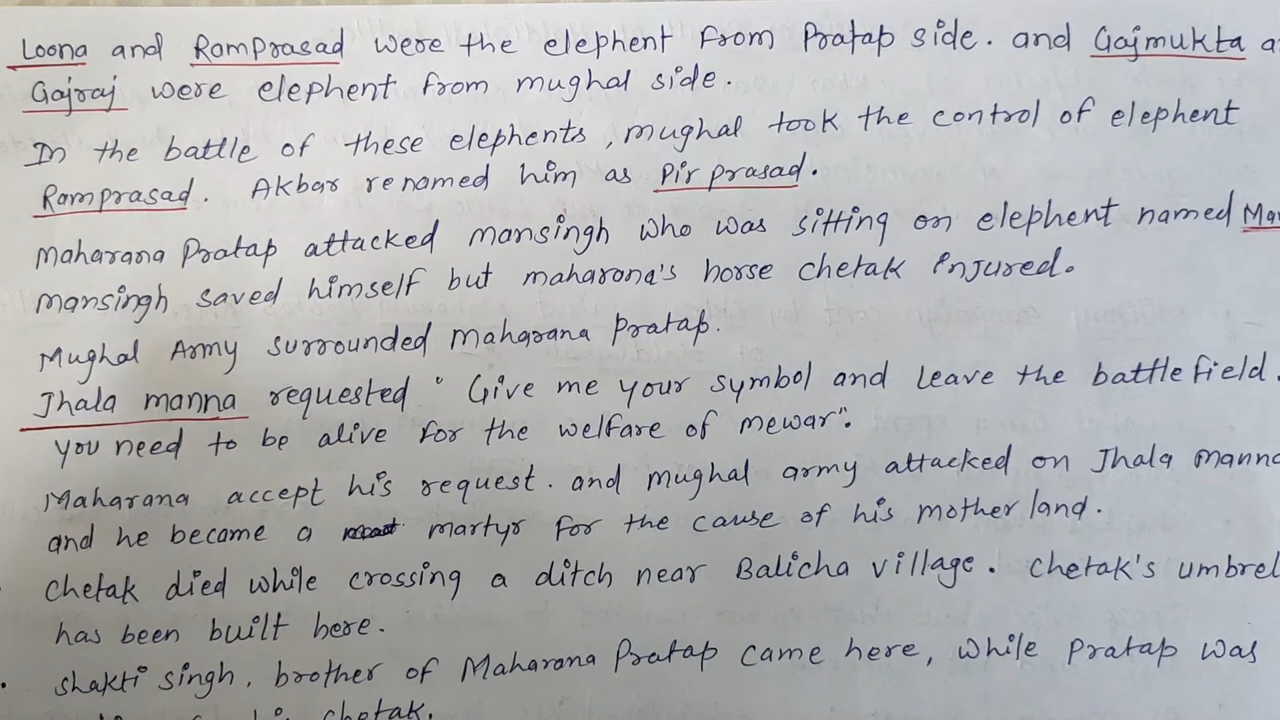 Loona and Ramprasad were the elephent from Pratap side. and Gajmukta
Gajraj were elephent from mughal side.
In the battle of these elephents, mughal took the control of elephent
Ramprasad. Akbar renamed him as Pir prasad.
Maharana Pratap attacked mansingh who was sitting on elephent named
mansingh saved himself but maharana's horse chetak injured.
Mughal Army surrounded Maharana Pratap.
Jhala manna requested " Give me your symbol and leave the battle field.
you need to be alive for the welfare of mewar".
Maharana accept his request. and mughal army attacked on Jhala manna
and he became a martyr for the cause of his mother land.
Chetak died while crossing a ditch near Balicha village. Chetak's umbrel
has been built here.
Shakti singh, brother of Maharana Pratap came here, while Pratap was
chetak.